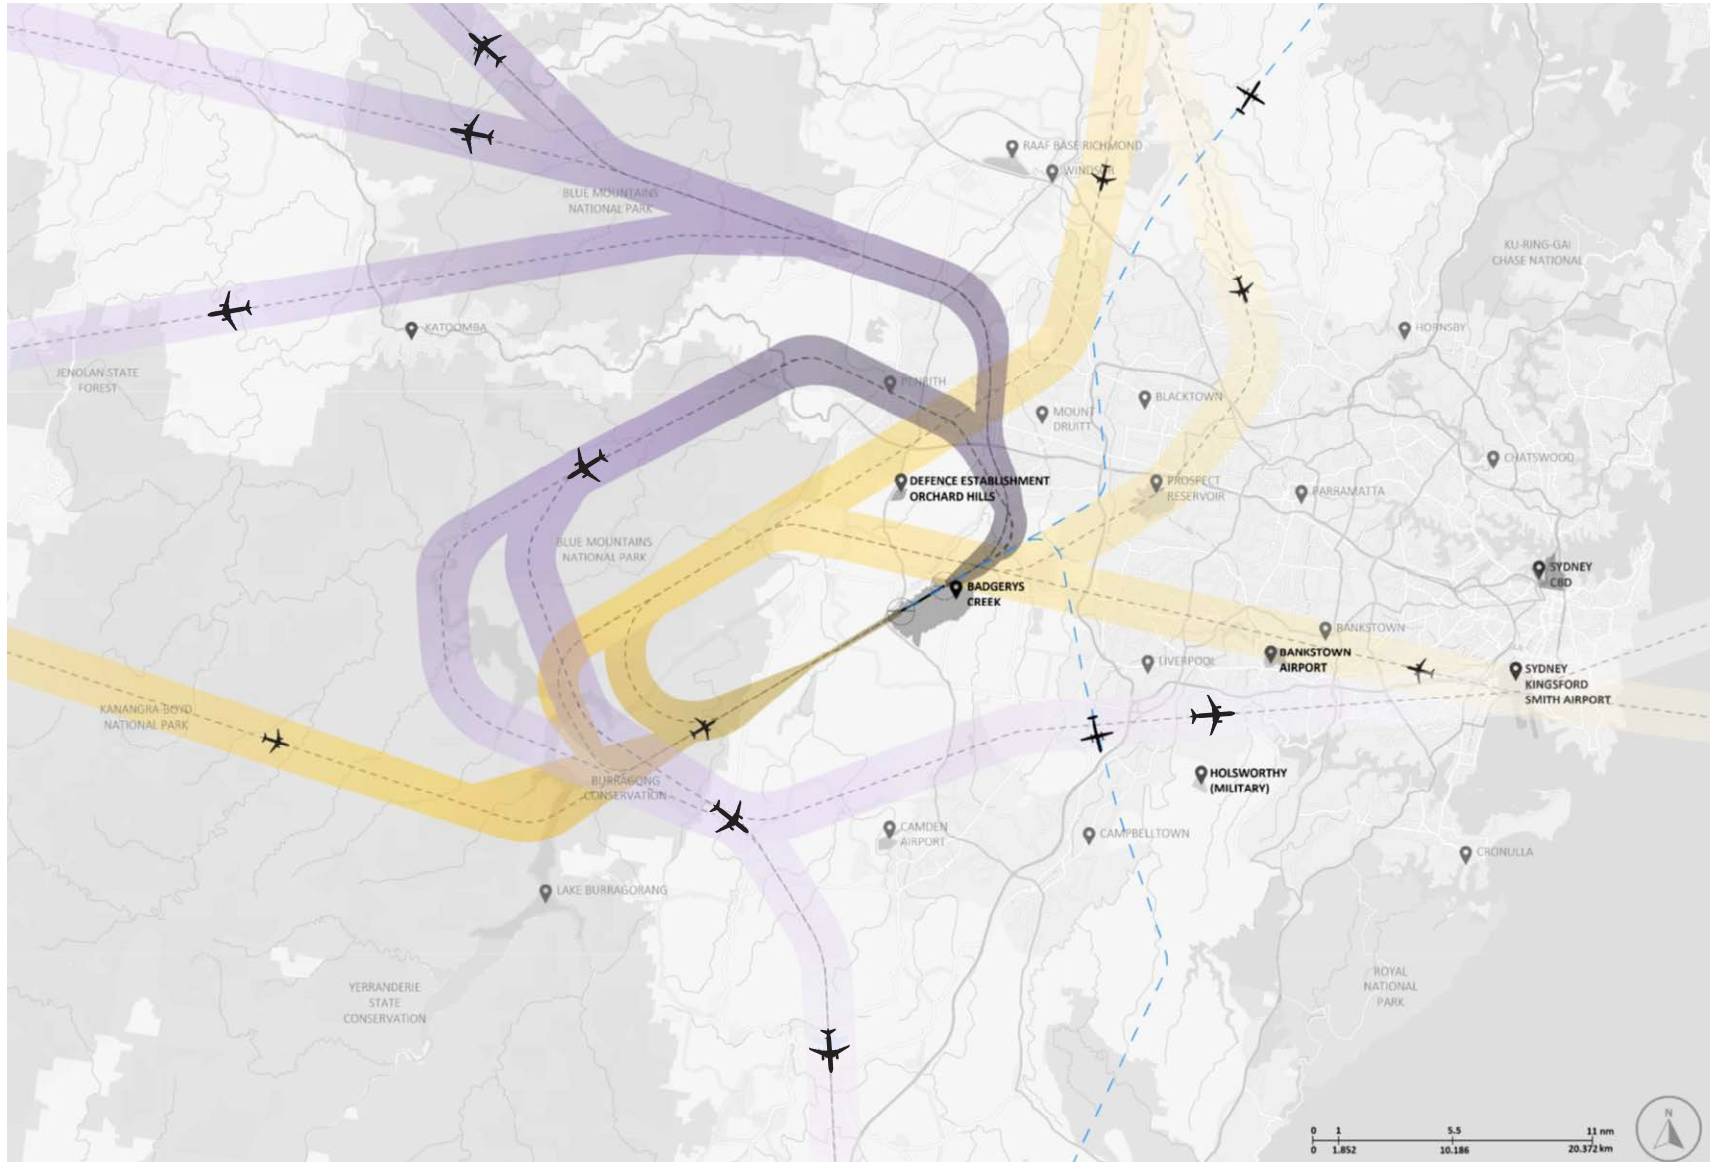 RAAF BASE RICHMOND
WINDSOR
BLUE MOUNTAINS
NATIONAL PARK
KU-RING-GAI
CHASE NATIONAL
KATOOMBA
HORNSBY
JENOLAN STATE
FOREST
PENRITH
BLACKTOWN
MOUNT
DRUITT
CHATSWOOD
DEFENCE ESTABLISHMENT
ORCHARD HILLS
PROSPECT
RESERVOIR
PARRAMATTA
BLUE MOUNTAINS
NATIONAL PARK
SYDNEY
CBD
BADGERYS
CREEK
BANKSTOWN
BANKSTOWN
AIRPORT
LIVERPOOL
SYDNEY
KINGSFORD
SMITH AIRPORT
KANANGRA-BOYD
NATIONAL PARK
BURRAGONG
CONSERVATION
HOLSWORTHY
(MILITARY)
CAMDEN
AIRPORT
CAMPBELLTOWN
CRONULLA
LAKE BURRAGORANG
YERRANDERIE
STATE
CONSERVATION
ROYAL
NATIONAL
PARK
N
0 1 5.5 11 nm
0 1.852 10.186 20.372 km